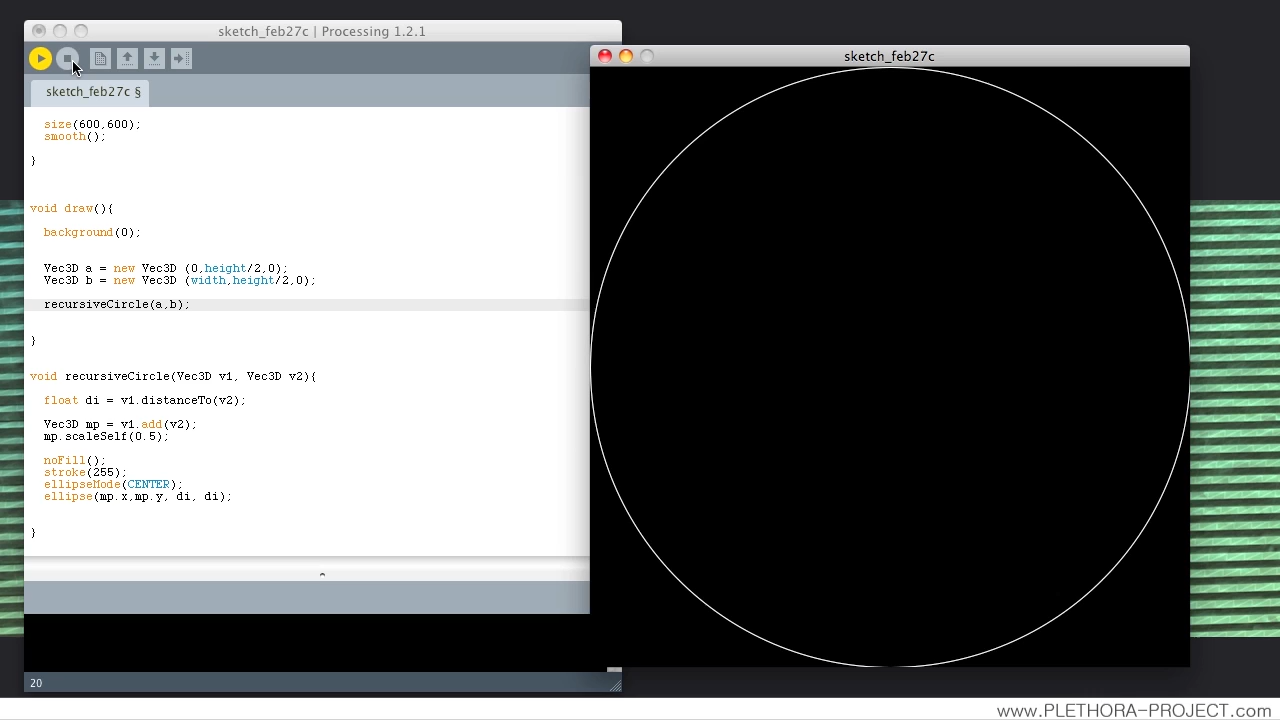 sketch_feb27c | Processing 1.2.1
sketch_feb27c §
size(600,600);
smooth();
}
void draw(){
background(0);
Vec3D a = new Vec3D (0,height/2,0);
Vec3D b = new Vec3D (width,height/2,0);
recursiveCircle(a,b);
}
void recursiveCircle(Vec3D v1, Vec3D v2){
float di = v1.distanceTo(v2);
Vec3D mp = v1.add(v2);
mp.scaleSelf(0.5);
noFill();
stroke(255);
ellipseMode(CENTER);
ellipse(mp.x,mp.y, di, di);
}
20
sketch_feb27c
www.PLETHORA-PROJECT.com